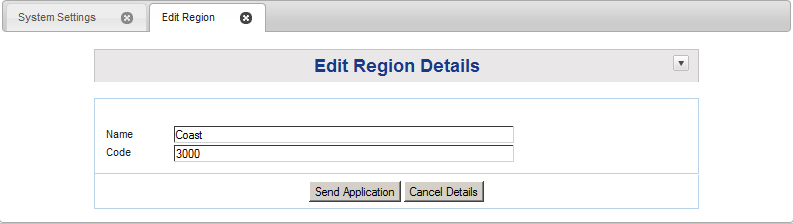 System Settings Edit Region
Edit Region Details
Name Coast
Code 3000
Send Application Cancel Details